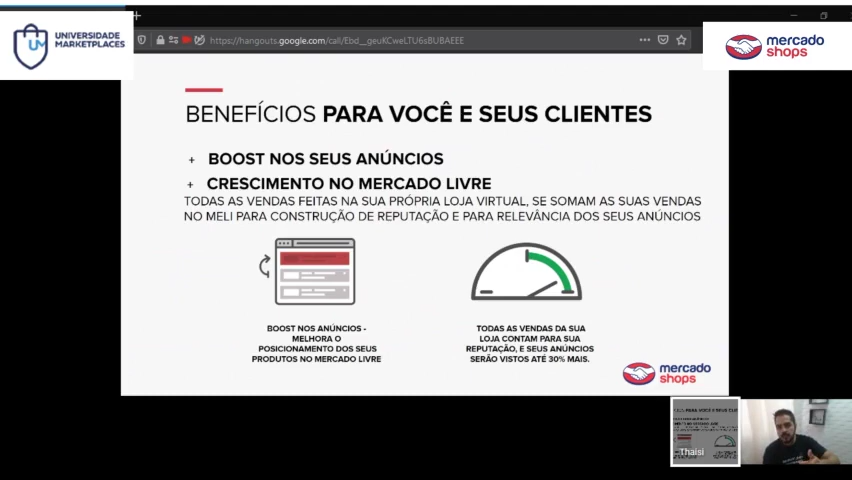 UNIVERSIDADE
MARKETPLACES
UM
https://hangouts.google.com/call/Ebd__geuKCweLTU6sBUBAEEE
mercado
shops
BENEFÍCIOS PARA VOCÊ E SEUS CLIENTES
+ BOOST NOS SEUS ANÚNCIOS
+ CRESCIMENTO NO MERCADO LIVRE
TODAS AS VENDAS FEITAS NA SUA PRÓPRIA LOJA VIRTUAL, SE SOMAM AS SUAS VENDAS
NO MELI PARA CONSTRUÇÃO DE REPUTAÇÃO E PARA RELEVÂNCIA DOS SEUS ANÚNCIOS
BOOST NOS ANÚNCIOS -
MELHORA O
POSICIONAMENTO DOS SEUS
PRODUTOS NO MERCADO LIVRE
TODAS AS VENDAS DA SUA
LOJA CONTAM PARA SUA
REPUTAÇÃO, E SEUS ANÚNCIOS
SERÃO VISTOS ATÉ 30% MAIS.
mercado
shops
Thaisi